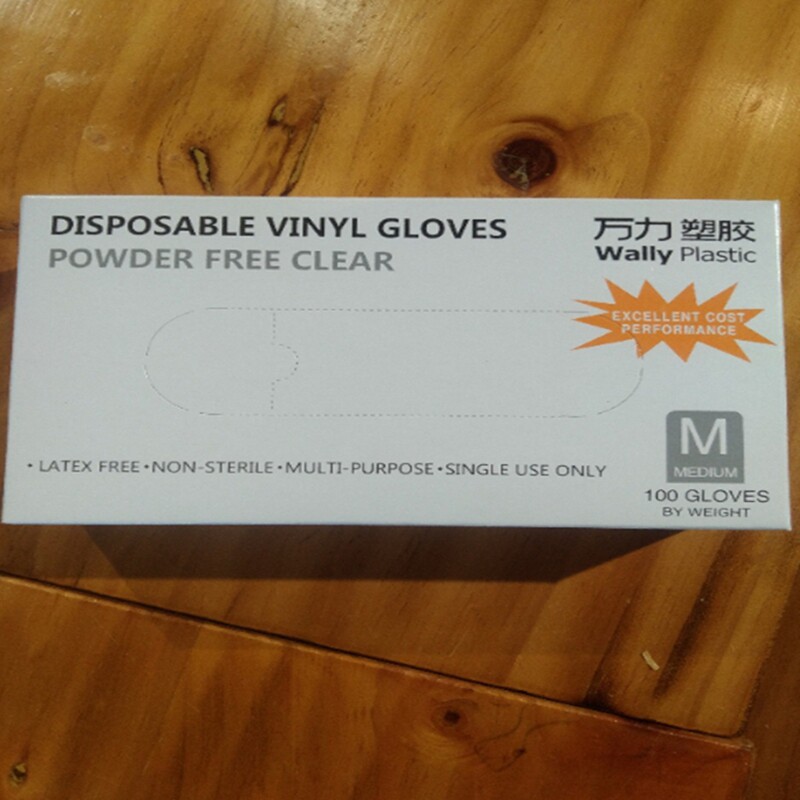 DISPOSABLE VINYL GLOVES
POWDER FREE CLEAR
万力 塑胶
Wally Plastic
EXCELLENT COST
PERFORMANCE
• LATEX FREE • NON-STERILE • MULTI-PURPOSE • SINGLE USE ONLY
M
MEDIUM
100 GLOVES
BY WEIGHT